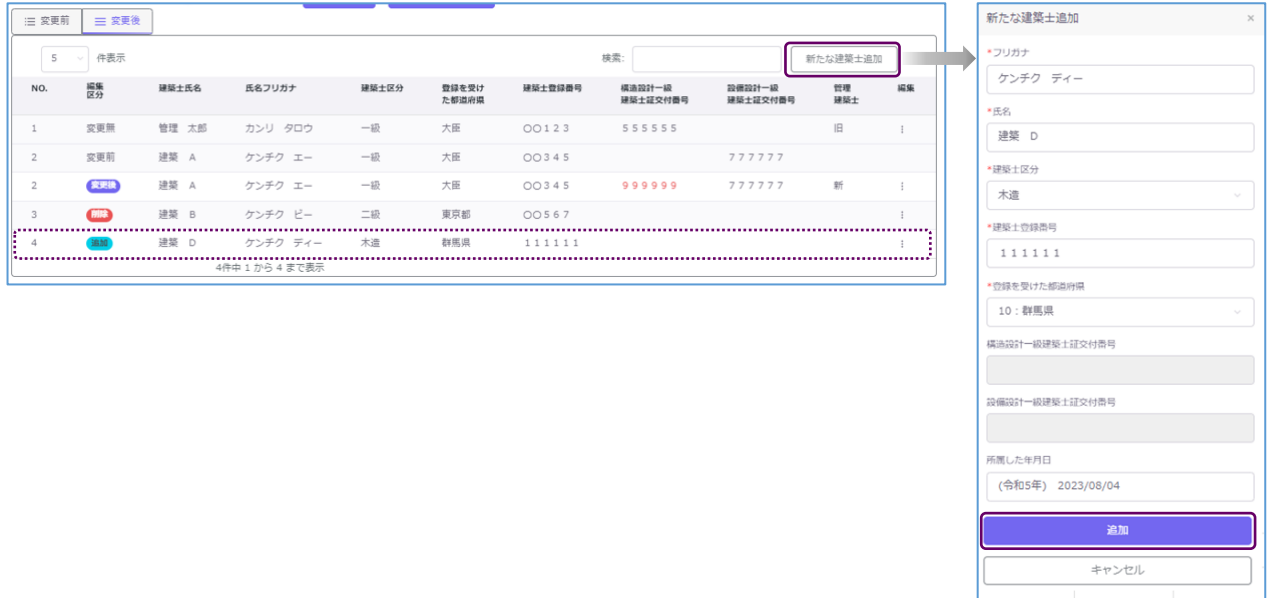 変更前 変更後
5 件表示 検索: 新たな建築士追加
NO. 編集区分 建築士氏名 氏名フリガナ 建築士区分 登録を受けた都道府県 建築士登録番号 構造設計一級建築士証交付番号 設備設計一級建築士証交付番号 管理建築士 編集
1 変更無 管理 太郎 カンリ タロウ 一級 大阪 〇〇123 555555 旧
2 変更前 建築 A ケンチク エー 一級 大阪 〇〇345 777777
2 変更後 建築 A ケンチク エー 一級 大阪 〇〇345 999999 777777 新
3 削除 建築 B ケンチク ビー 二級 東京都 〇〇567
4 追加 建築 D ケンチク ディー 木造 群馬県 111111
4件中 1 から 4 まで表示
新たな建築士追加 ×
*フリガナ
ケンチク ディー
*氏名
建築 D
*建築士区分
木造
*建築士登録番号
111111
*登録を受けた都道府県
10:群馬県
構造設計一級建築士証交付番号
設備設計一級建築士証交付番号
所属した年月日
(令和5年) 2023/08/04
追加
キャンセル